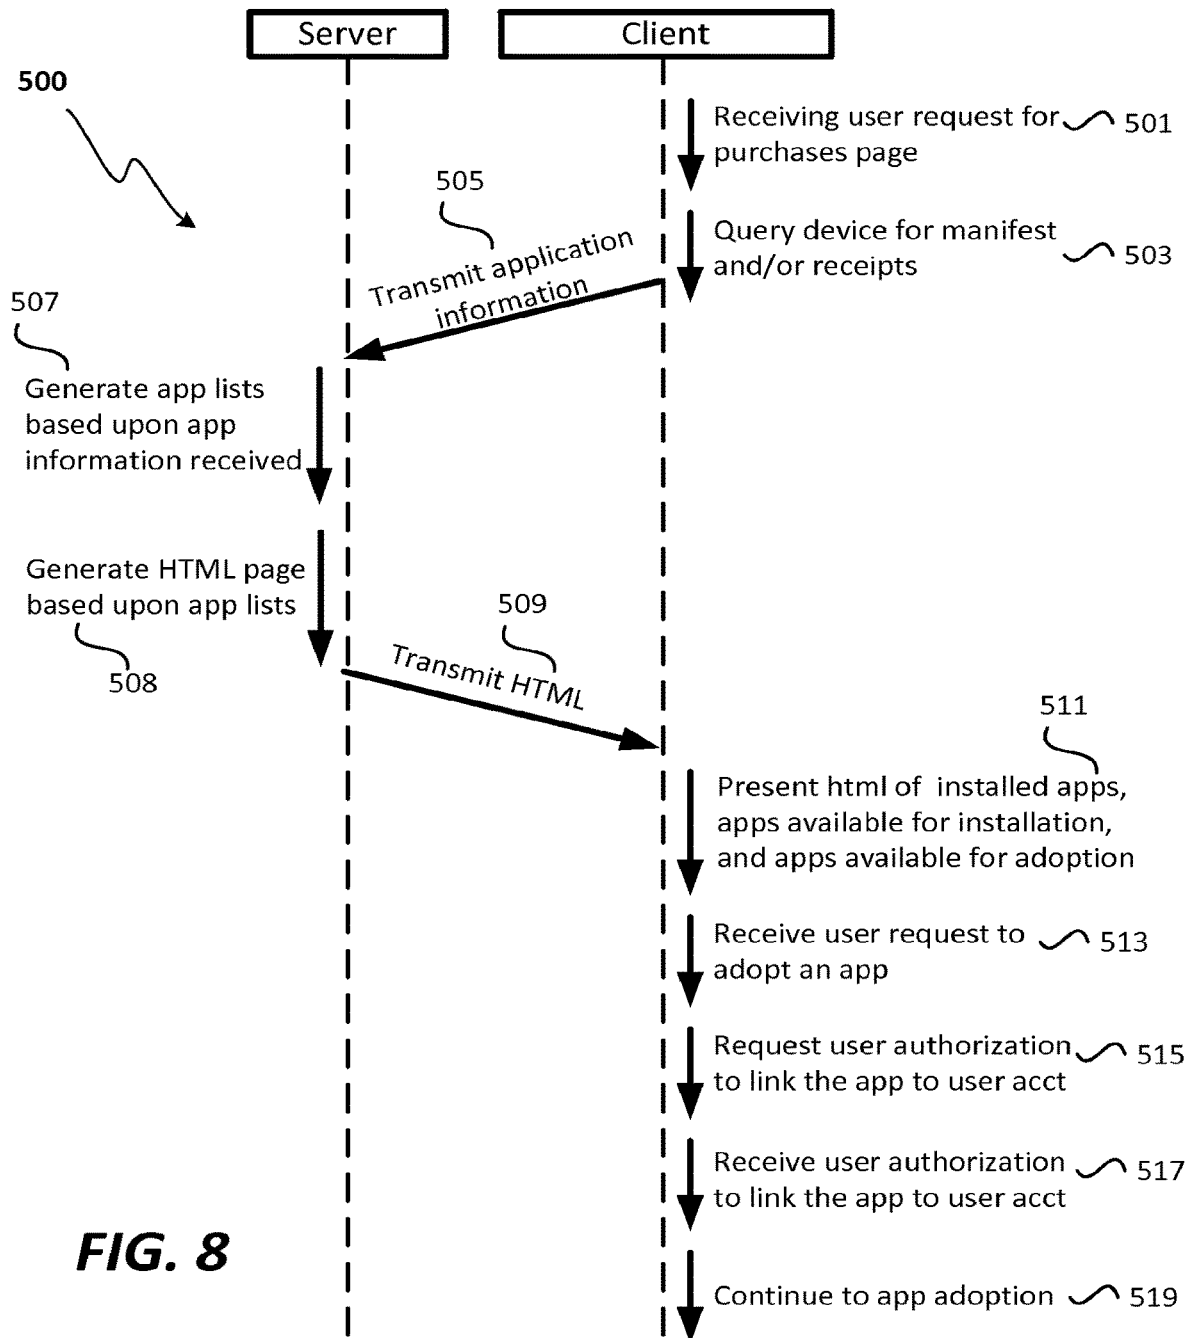 Server
Client
500
Receiving user request for
purchases page
501
505
Query device for manifest
and/or receipts
503
Transmit application
information
507
Generate app lists
based upon app
information received
Generate HTML page
based upon app lists
508
509
Transmit HTML
511
Present html of installed apps,
apps available for installation,
and apps available for adoption
Receive user request to
adopt an app
513
Request user authorization
to link the app to user acct
515
Receive user authorization
to link the app to user acct
517
FIG. 8
Continue to app adoption
519